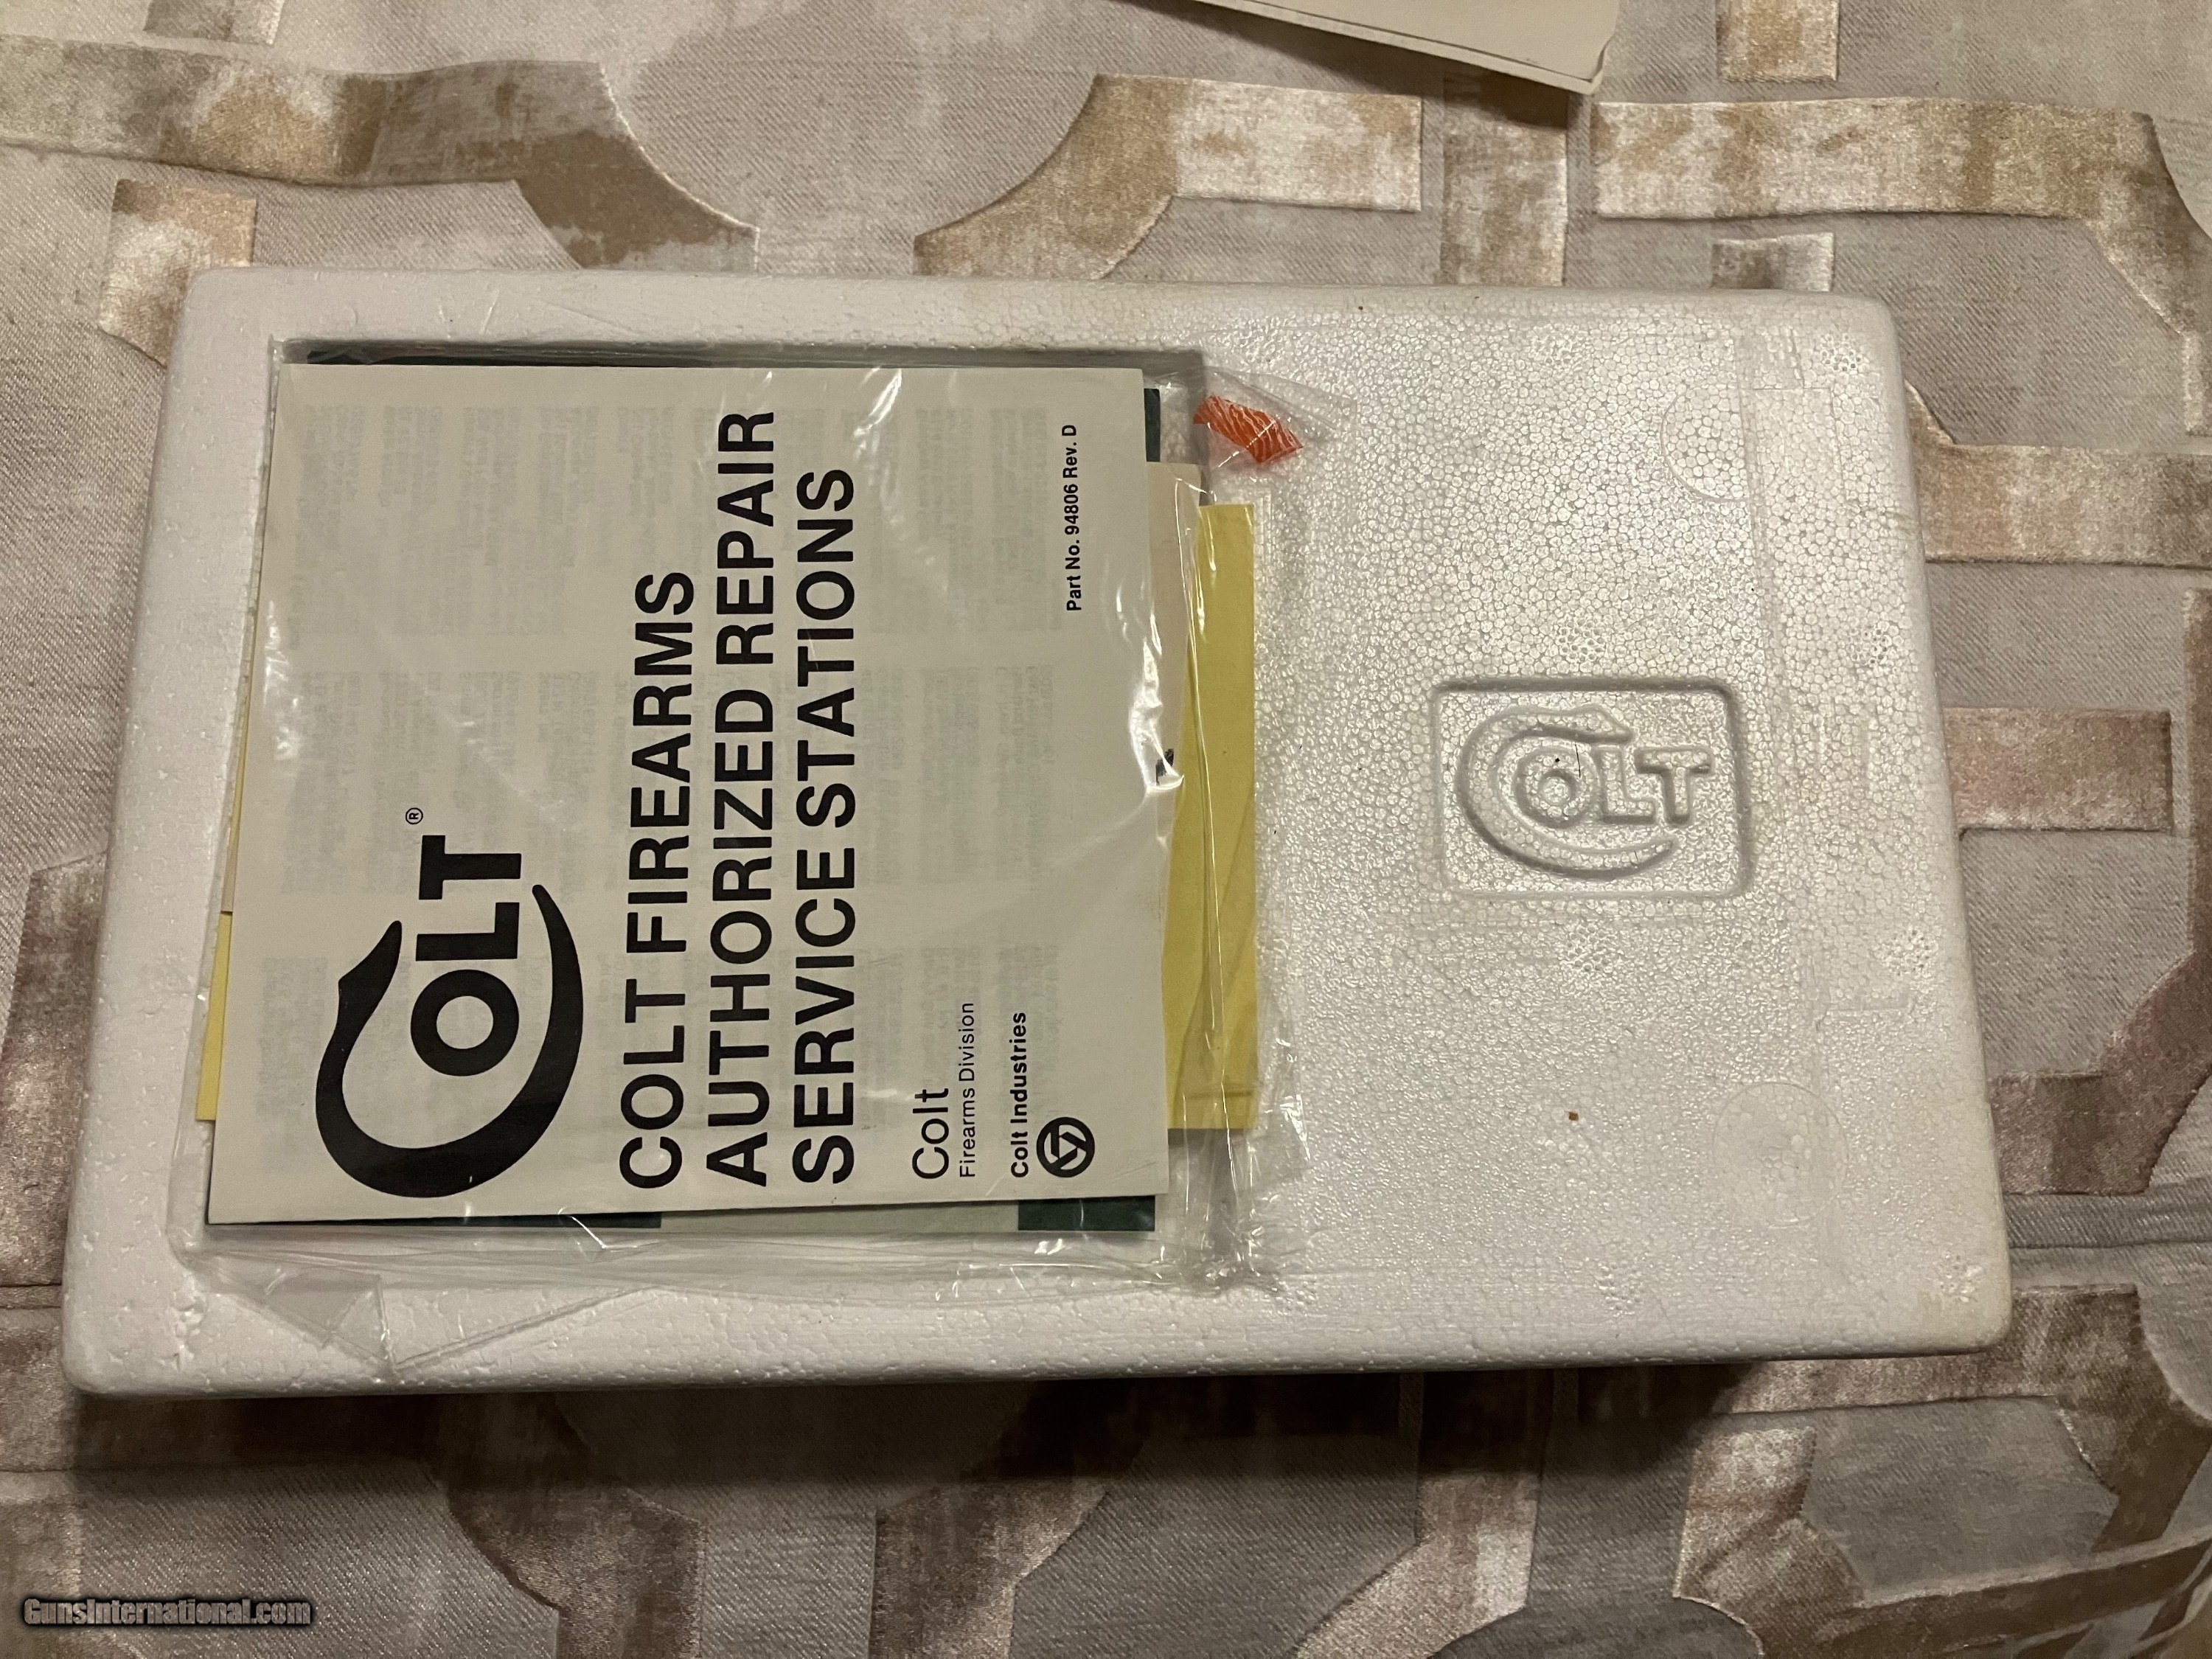 COLT ®
COLT FIREARMS
AUTHORIZED REPAIR
SERVICE STATIONS
Colt
Firearms Division
Colt Industries
Part No. 94806 Rev. D
COLT
GunsInternational.com